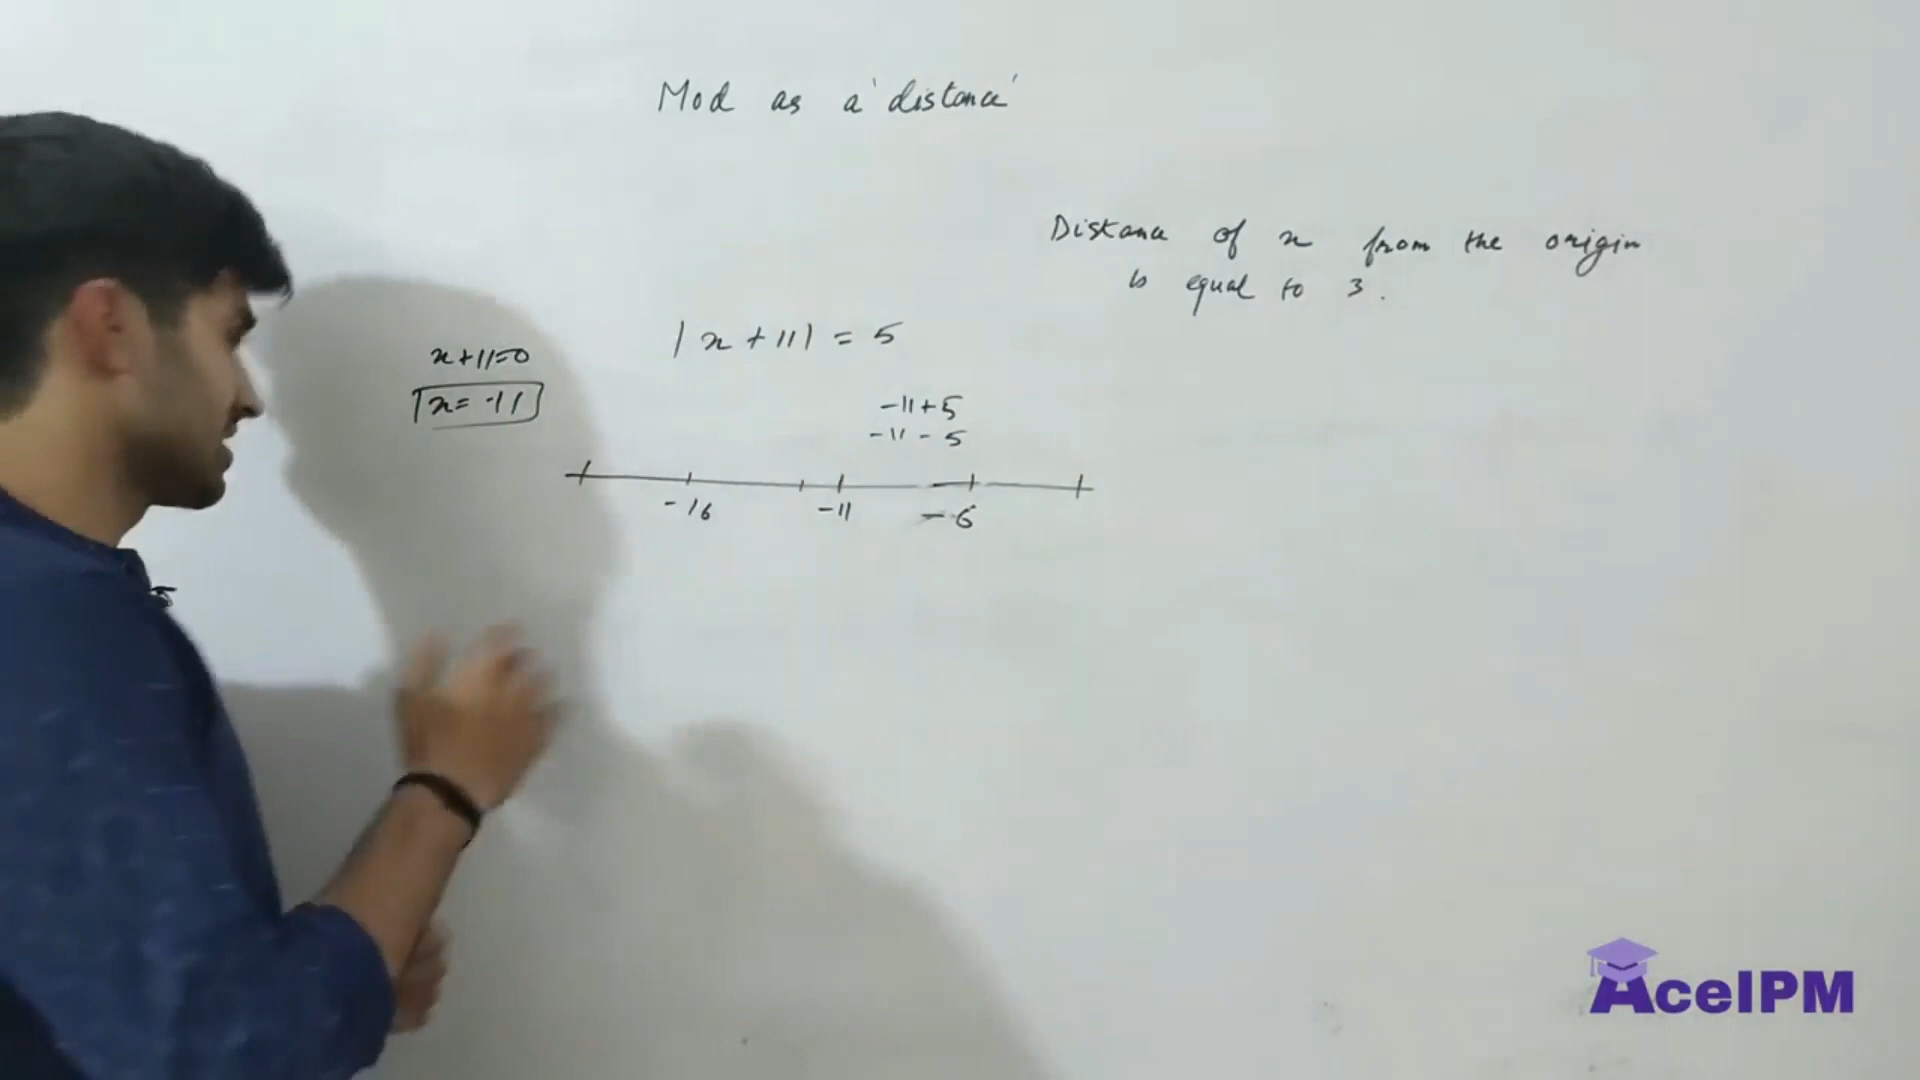 Mod as a 'distance'
Distance of x from the origin
is equal to 3.
|x+11| = 5
x+11=0
x= -11
-11+5
-11-5
-16 -11 -6
AceIPM